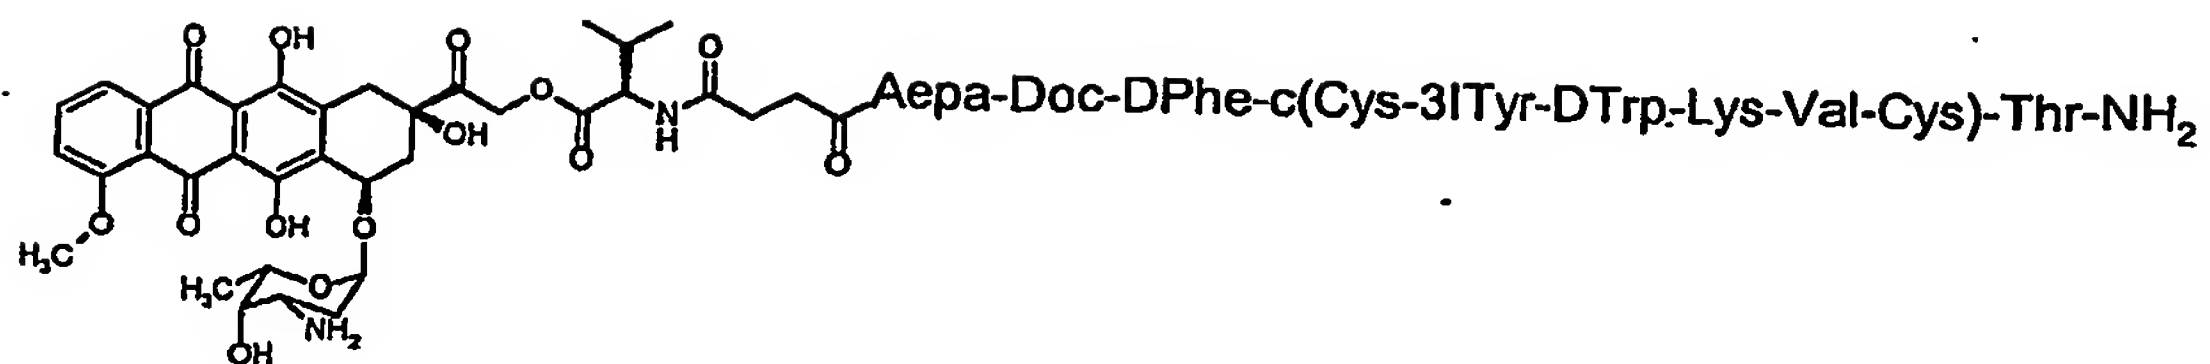 O OH O O
O O N H O O
OH
Aepa-Doc-DPhe-c(Cys-3ITyr-DTrp-Lys-Val-Cys)-Thr-NH2
O O OH O
H3C
H3C O
NH2
OH